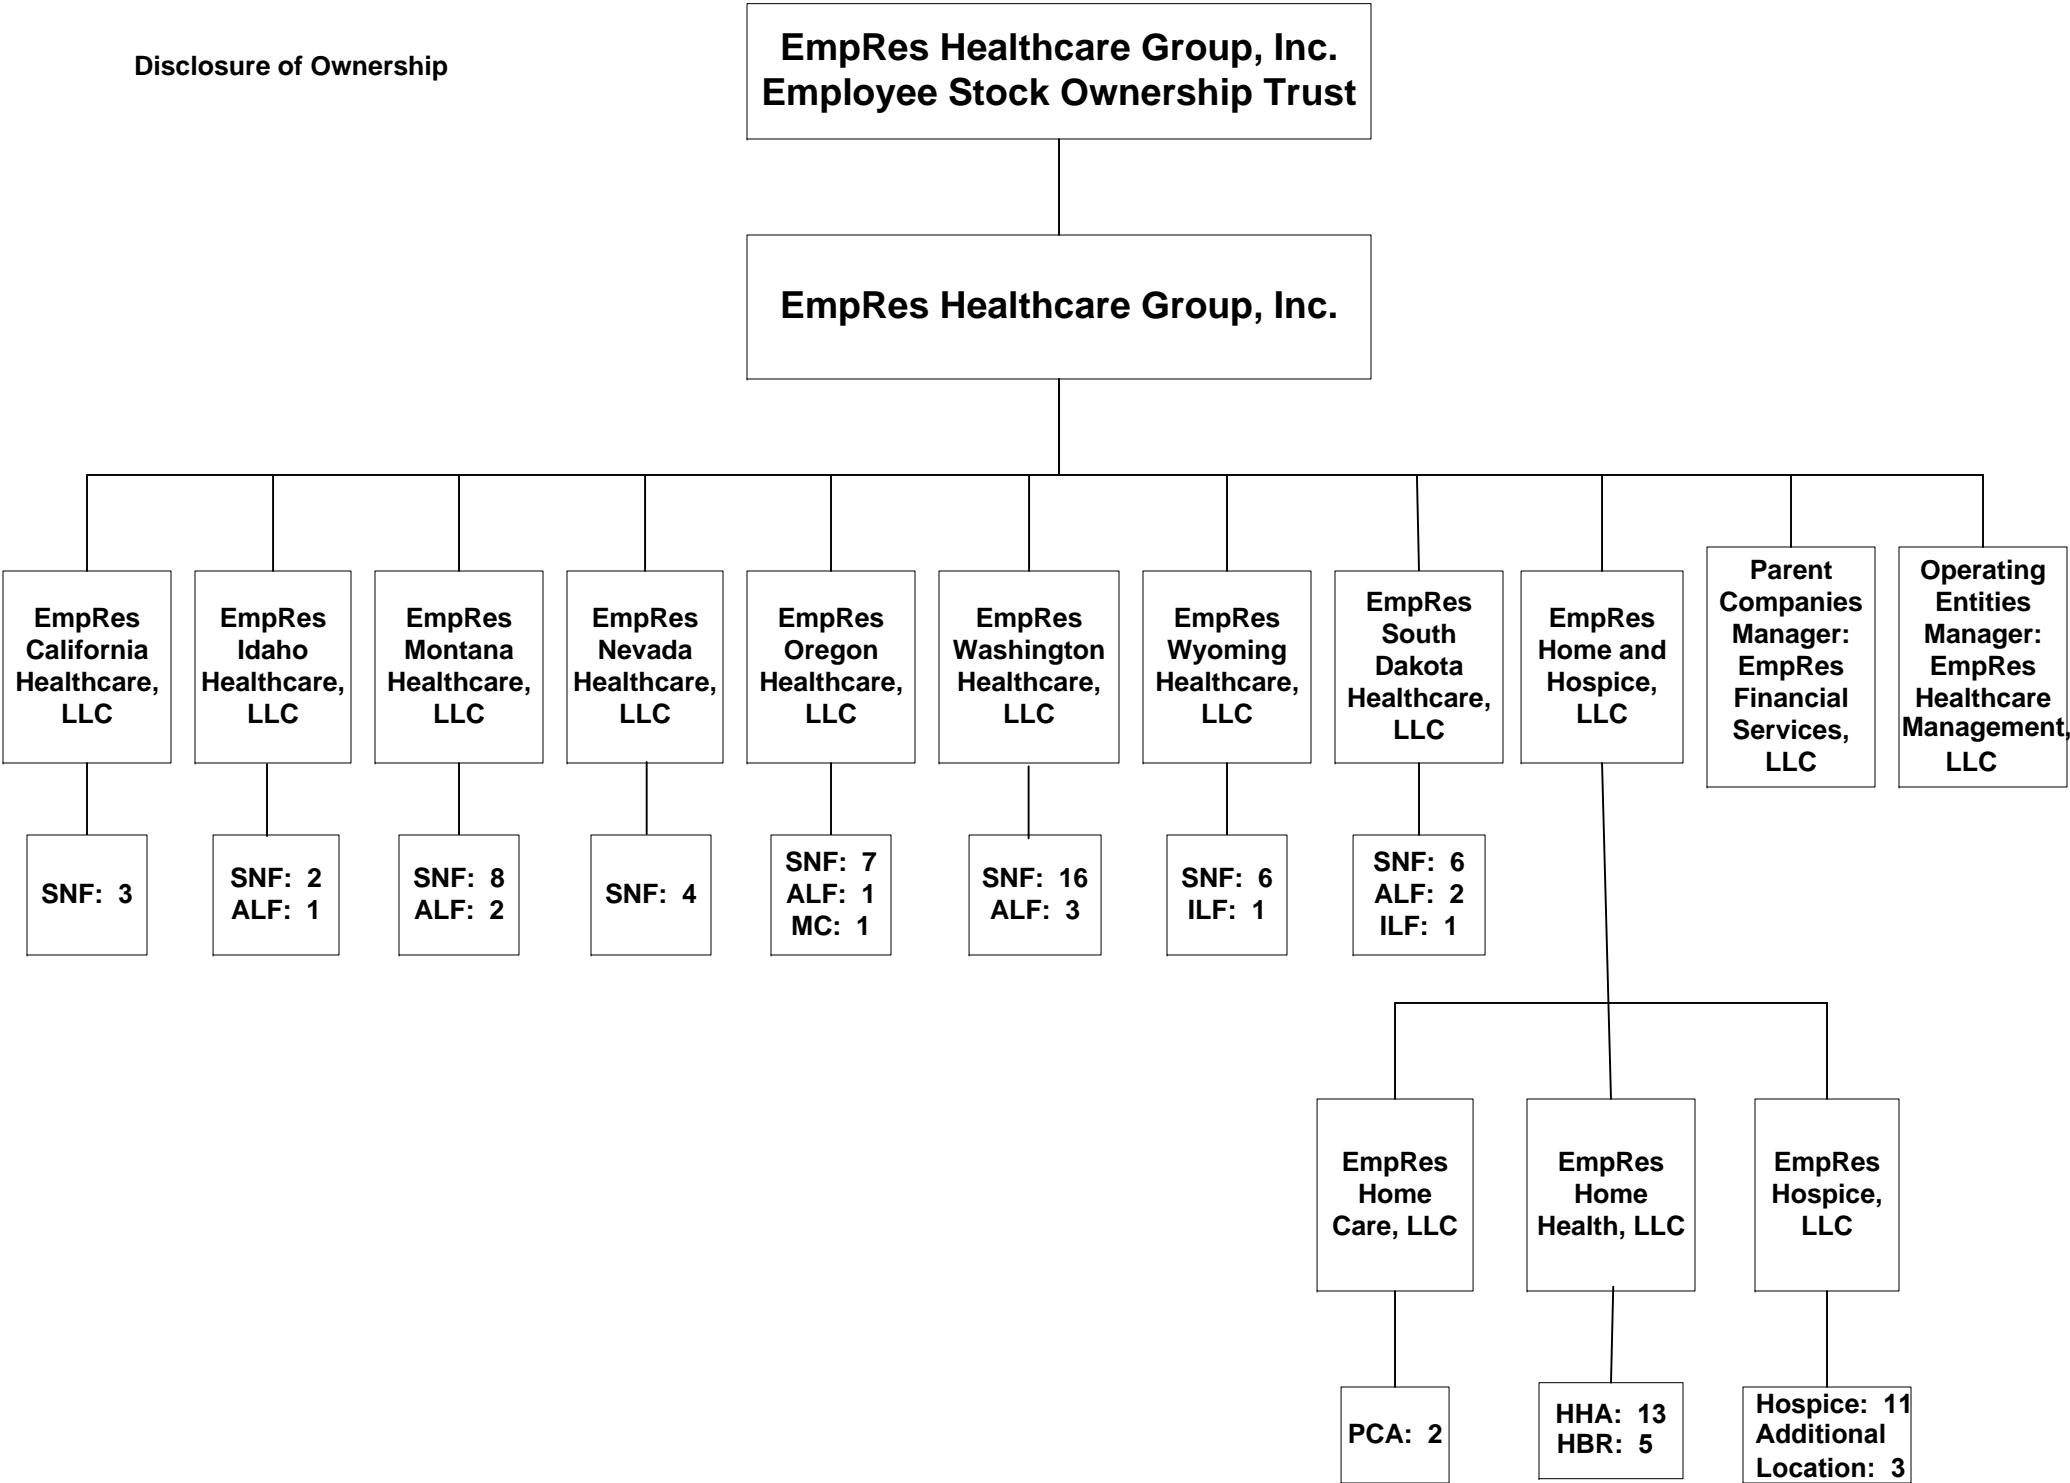 Disclosure of Ownership
EmpRes Healthcare Group, Inc.
Employee Stock Ownership Trust
EmpRes Healthcare Group, Inc.
EmpRes
California
Healthcare,
LLC
EmpRes
Idaho
Healthcare,
LLC
EmpRes
Montana
Healthcare,
LLC
EmpRes
Nevada
Healthcare,
LLC
EmpRes
Oregon
Healthcare,
LLC
EmpRes
Washington
Healthcare,
LLC
EmpRes
Wyoming
Healthcare,
LLC
EmpRes
South
Dakota
Healthcare,
LLC
EmpRes
Home and
Hospice,
LLC
Parent
Companies
Manager:
EmpRes
Financial
Services,
LLC
Operating
Entities
Manager:
EmpRes
Healthcare
Management,
LLC
SNF: 3
SNF: 2
ALF: 1
SNF: 8
ALF: 2
SNF: 4
SNF: 7
ALF: 1
MC: 1
SNF: 16
ALF: 3
SNF: 6
ILF: 1
SNF: 6
ALF: 2
ILF: 1
EmpRes
Home
Care, LLC
EmpRes
Home
Health, LLC
EmpRes
Hospice,
LLC
PCA: 2
HHA: 13
HBR: 5
Hospice: 11
Additional
Location: 3